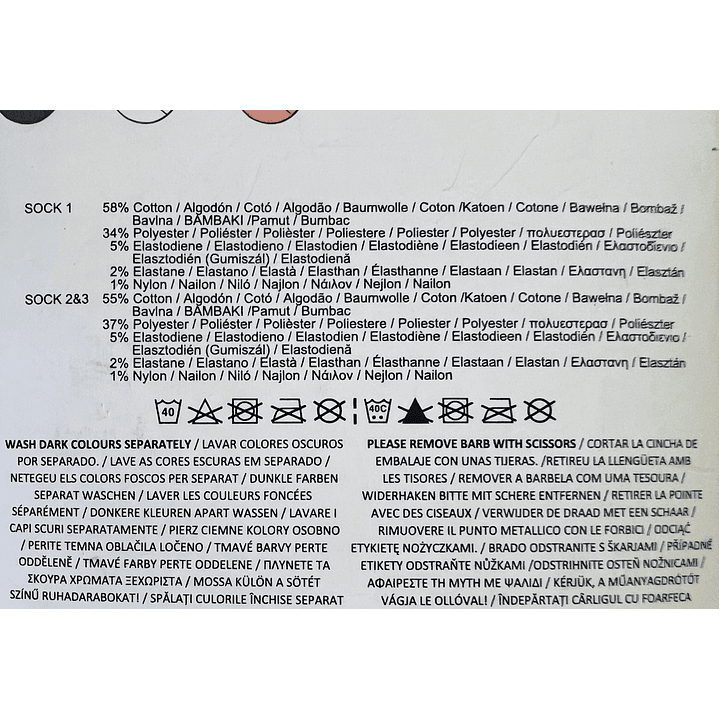 SOCK 1 58% Cotton / Algodón / Cotó / Algodão / Baumwolle / Coton /Katoen / Cotone / Bawełna / Bombaž /
Bavlna / BAMBAKI /Pamut / Bumbac
34% Polyester / Poliéster / Polièster / Poliestere / Poliester / Polyester / πολυεστερασ / Poliészter
5% Elastodiene / Elastodieno / Elastodien / Elastodiène / Elastodieen / Elastodién / Ελαστοδιενιο /
Elasztodién (Gumiszál) / Elastodienă
2% Elastane / Elastano / Elastà / Elasthan / Élasthanne / Elastaan / Elastan / Ελαστανη / Elasztán
1% Nylon / Nailon / Niló / Najlon / Νάιλον / Nejlon / Nailon
SOCK 2&3 55% Cotton / Algodón / Cotó / Algodão / Baumwolle / Coton /Katoen / Cotone / Bawełna / Bombaž /
Bavlna / BAMBAKI /Pamut / Bumbac
37% Polyester / Poliéster / Polièster / Poliestere / Poliester / Polyester / πολυεστερασ / Poliészter
5% Elastodiene / Elastodieno / Elastodien / Elastodiène / Elastodieen / Elastodién / Ελαστοδιενιο /
Elasztodién (Gumiszál) / Elastodienă
2% Elastane / Elastano / Elastà / Elasthan / Élasthanne / Elastaan / Elastan / Ελαστανη / Elasztán
1% Nylon / Nailon / Niló / Najlon / Νάιλον / Nejlon / Nailon
40 40C
WASH DARK COLOURS SEPARATELY / LAVAR COLORES OSCUROS
POR SEPARADO. / LAVE AS CORES ESCURAS EM SEPARADO /
NETEGEU ELS COLORS FOSCOS PER SEPARAT / DUNKLE FARBEN
SEPARAT WASCHEN / LAVER LES COULEURS FONCÉES
SÉPARÉMENT / DONKERE KLEUREN APART WASSEN / LAVARE I
CAPI SCURI SEPARATAMENTE / PIERZ CIEMNE KOLORY OSOBNO
/ PERITE TEMNA OBLAČILA LOČENO / TMAVÉ BARVY PERTE
ODDĚLENĚ / TMAVÉ FARBY PERTE ODDELENE / ΠΛΥΝΕΤΕ ΤΑ
ΣΚΟΥΡΑ ΧΡΩΜΑΤΑ ΞΕΧΩΡΙΣΤΑ / MOSSA KÜLÖN A SÖTÉT
SZÍNŰ RUHADARABOKAT! / SPĂLAȚI CULORILE ÎNCHISE SEPARAT
PLEASE REMOVE BARB WITH SCISSORS / CORTAR LA CINCHA DE
EMBALAJE CON UNAS TIJERAS. /RETIREU LA LLENGÜETA AMB
LES TISORES / REMOVER A BARBELA COM UMA TESOURA /
WIDERHAKEN BITTE MIT SCHERE ENTFERNEN / RETIRER LA POINTE
AVEC DES CISEAUX / VERWIJDER DE DRAAD MET EEN SCHAAR /
RIMUOVERE IL PUNTO METALLICO CON LE FORBICI / ODCIĄĆ
ETYKIETĘ NOŻYCZKAMI. / BRADO ODSTRANITE S ŠKARJAMI / PŘÍPADNĚ
ETIKETY ODSTRAŇTE NŮŽKAMI /ODSTRIHNITE OSTEŇ NOŽNICAMI /
ΑΦΑΙΡΕΣΤΕ ΤΗ ΜΥΤΗ ΜΕ ΨΑΛΙΔΙ / KÉRJÜK, A MŰANYAGDRÓTÓT
VÁGJA LE OLLÓVAL! / ÎNDEPĂRTAȚI CÂRLIGUL CU FOARFECA